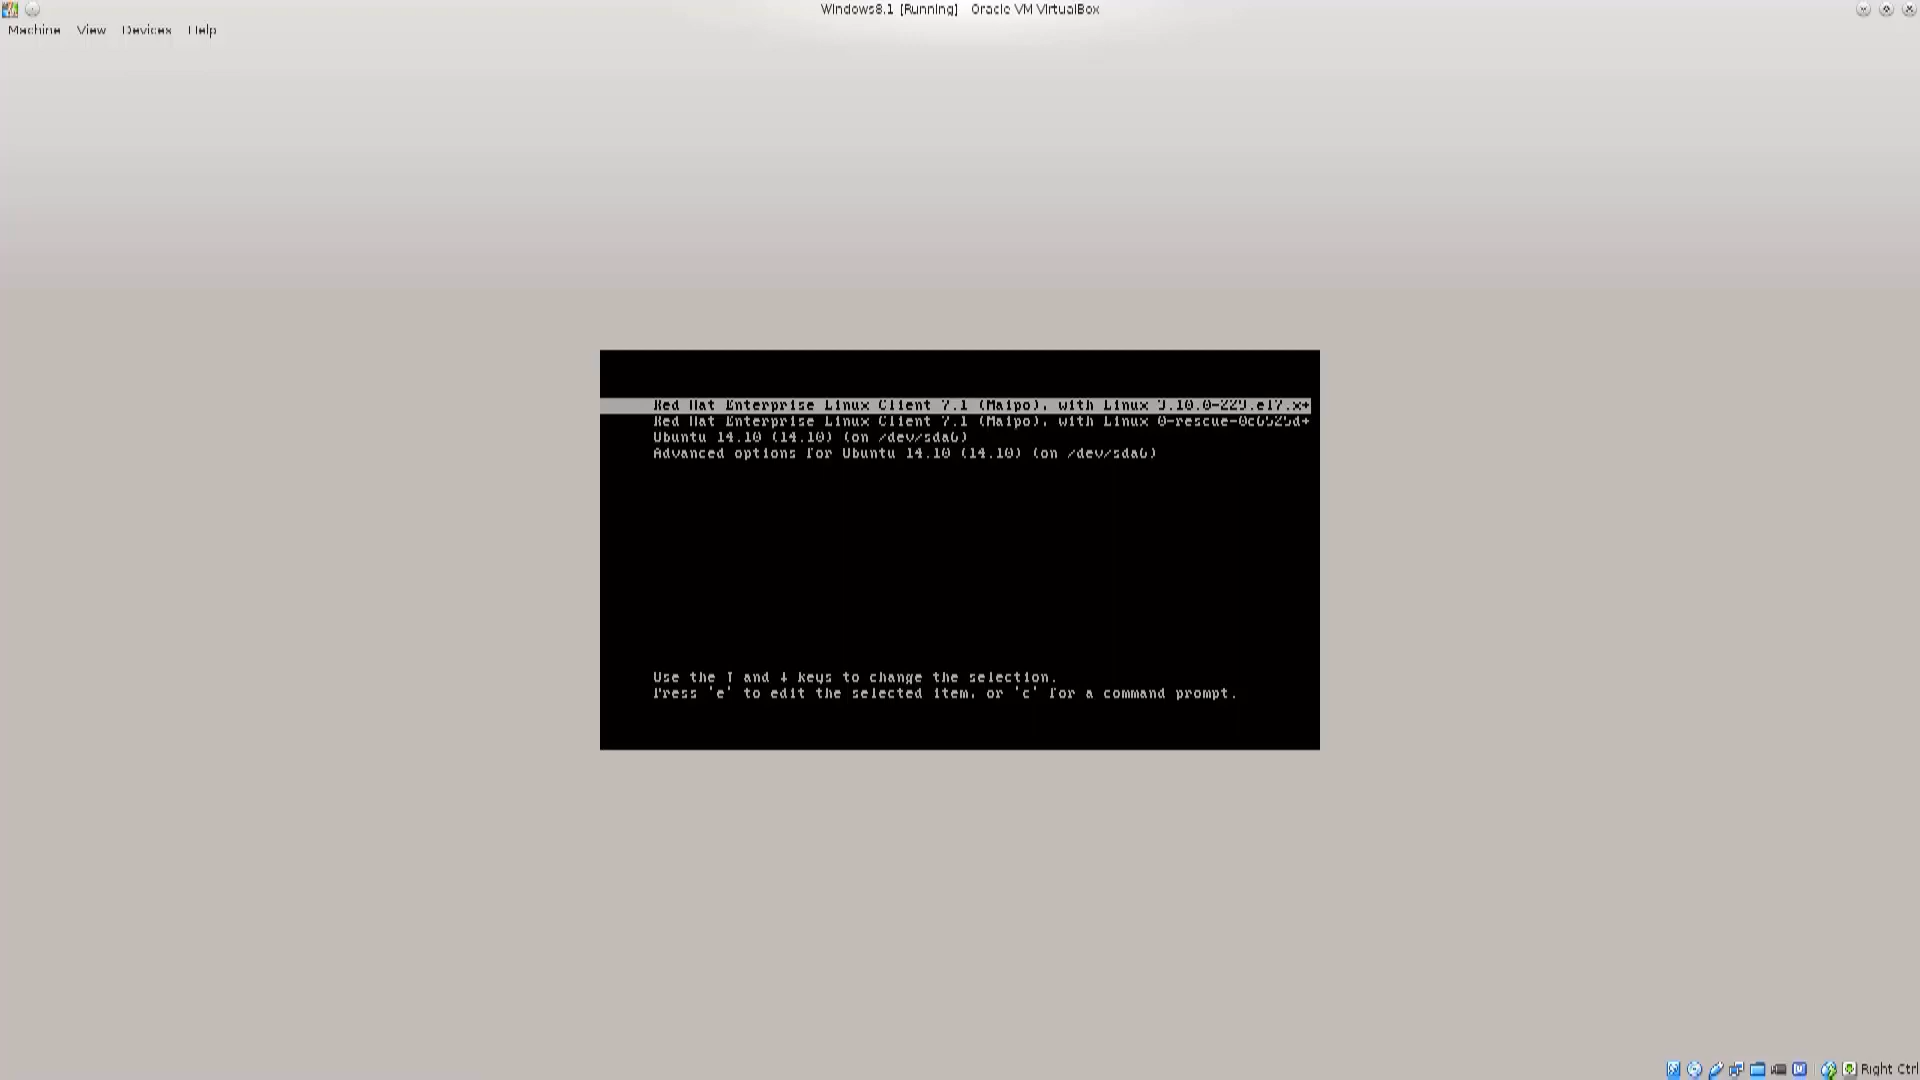 Windows8.1 [Running] Oracle VM VirtualBox
Machine View Devices Help
Red Hat Enterprise Linux Client 7.1 (Maipo), with Linux 3.10.0-229.el7.x+
Red Hat Enterprise Linux Client 7.1 (Maipo), with Linux
Ubuntu 14.10 (14.10) (on /dev/sda6)
Advanced options for Ubuntu 14.10 (14.10) (on /dev/sda6)
Use the ↑ and ↓ keys to change the selection.
Press 'e' to edit the selected item, or 'c' for a command prompt.
Right Ctrl